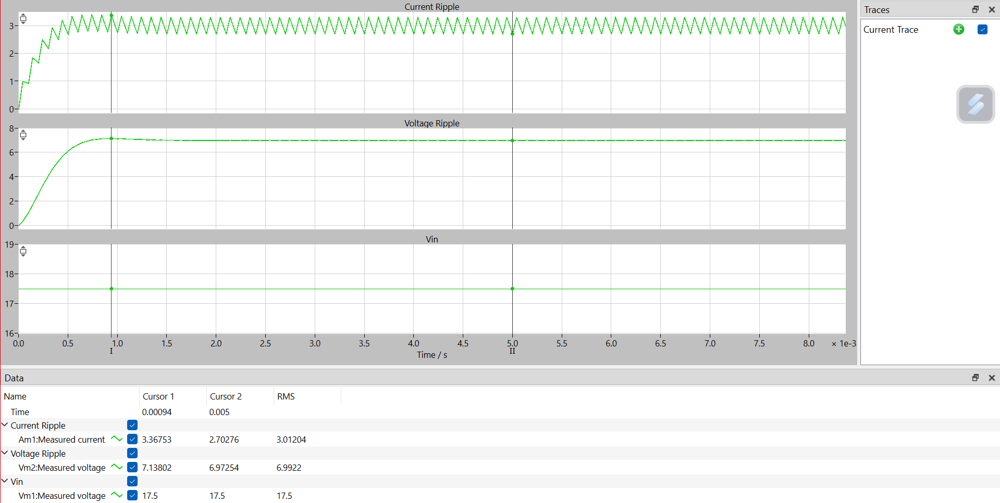 Current Ripple
3
2
1
0
Voltage Ripple
8
6
4
2
0
Vin
19
18
17
16
0.0 0.5 1.0 1.5 2.0 2.5 3.0 3.5 4.0 4.5 5.0 5.5 6.0 6.5 7.0 7.5 8.0 × 1e-3
I II
Time / s
Traces
Current Trace
Data
Name Cursor 1 Cursor 2 RMS
Time 0.00094 0.005
Current Ripple
Am1:Measured current 3.36753 2.70276 3.01204
Voltage Ripple
Vm2:Measured voltage 7.13802 6.97254 6.9922
Vin
Vm1:Measured voltage 17.5 17.5 17.5